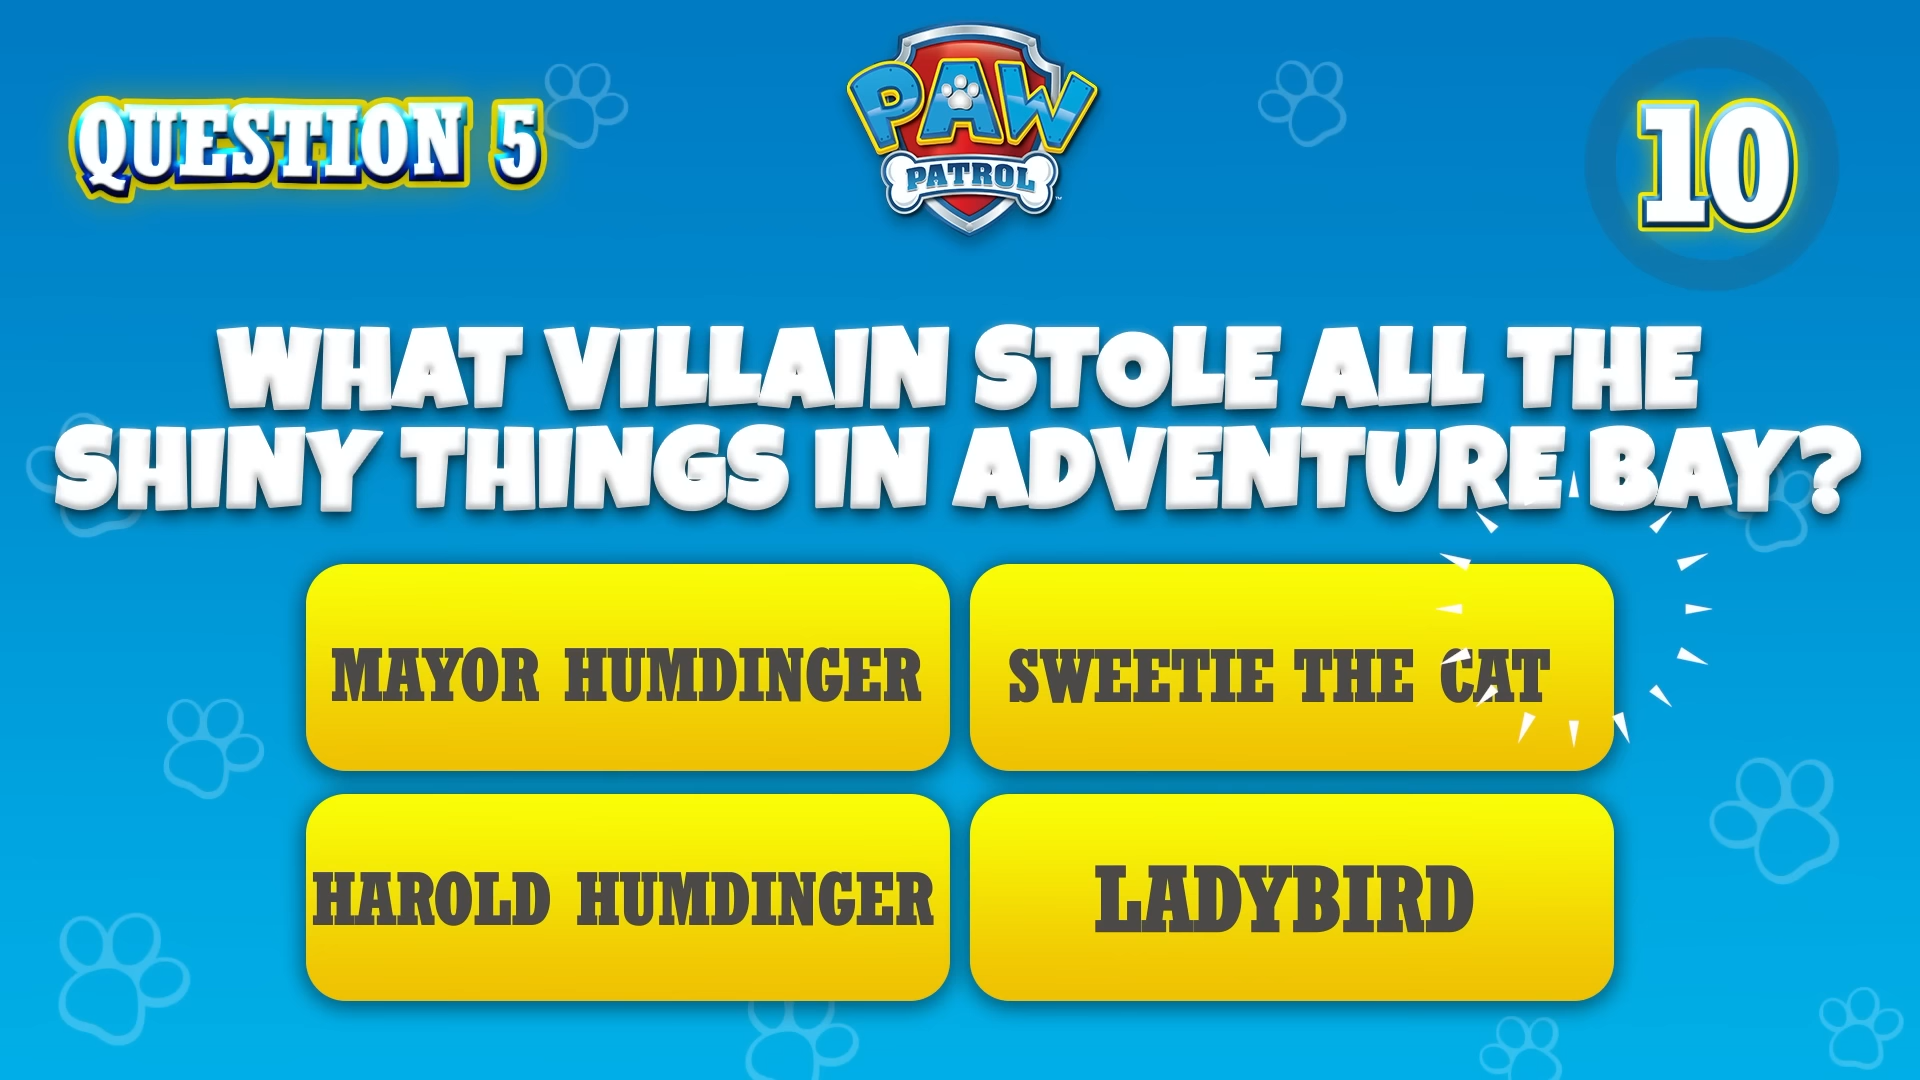 QUESTION 5
PAW
PATROL
10
WHAT VILLAIN STOLE ALL THE
SHINY THINGS IN ADVENTURE BAY?
MAYOR HUMDINGER
SWEETIE THE CAT
HAROLD HUMDINGER
LADYBIRD